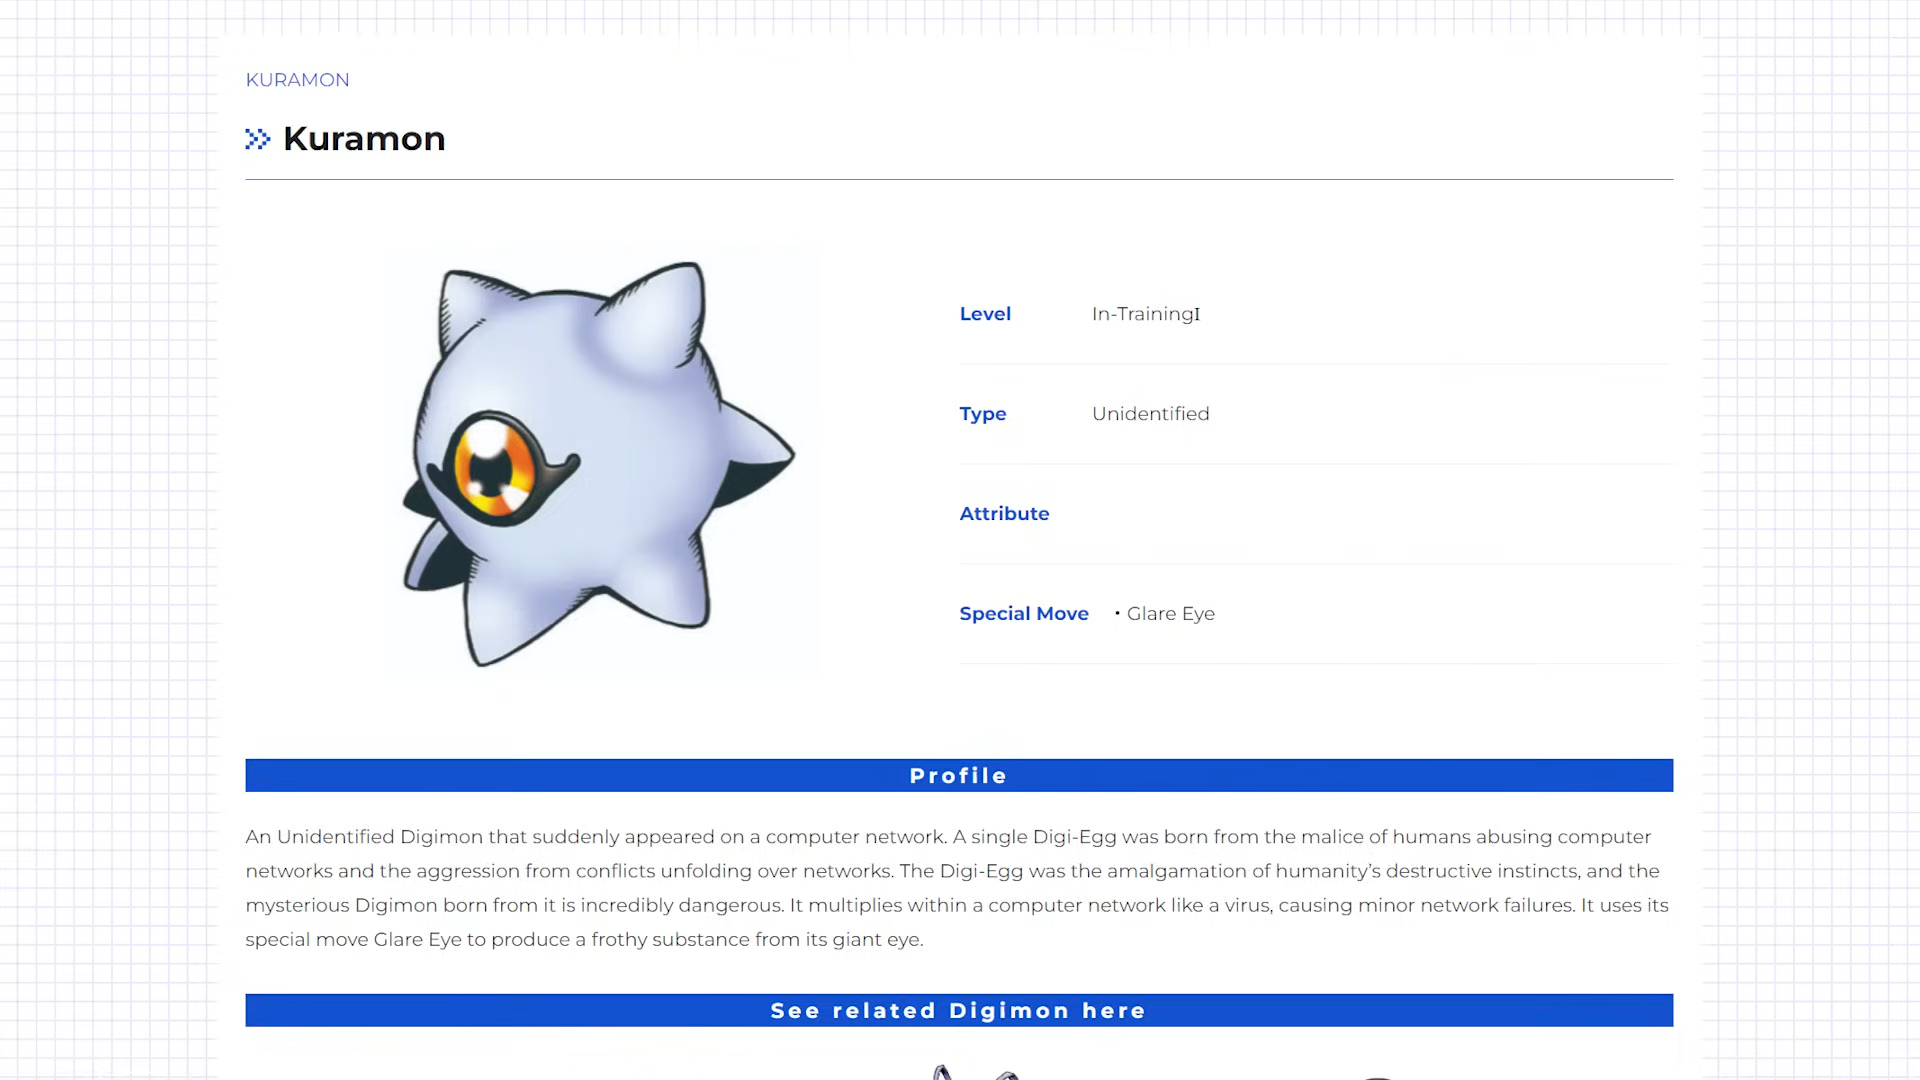 KURAMON
Kuramon
Level In-TrainingⅠ
Type Unidentified
Attribute
Special Move ・Glare Eye
Profile
An Unidentified Digimon that suddenly appeared on a computer network. A single Digi-Egg was born from the malice of humans abusing computer
networks and the aggression from conflicts unfolding over networks. The Digi-Egg was the amalgamation of humanity’s destructive instincts, and the
mysterious Digimon born from it is incredibly dangerous. It multiplies within a computer network like a virus, causing minor network failures. It uses its
special move Glare Eye to produce a frothy substance from its giant eye.
See related Digimon here